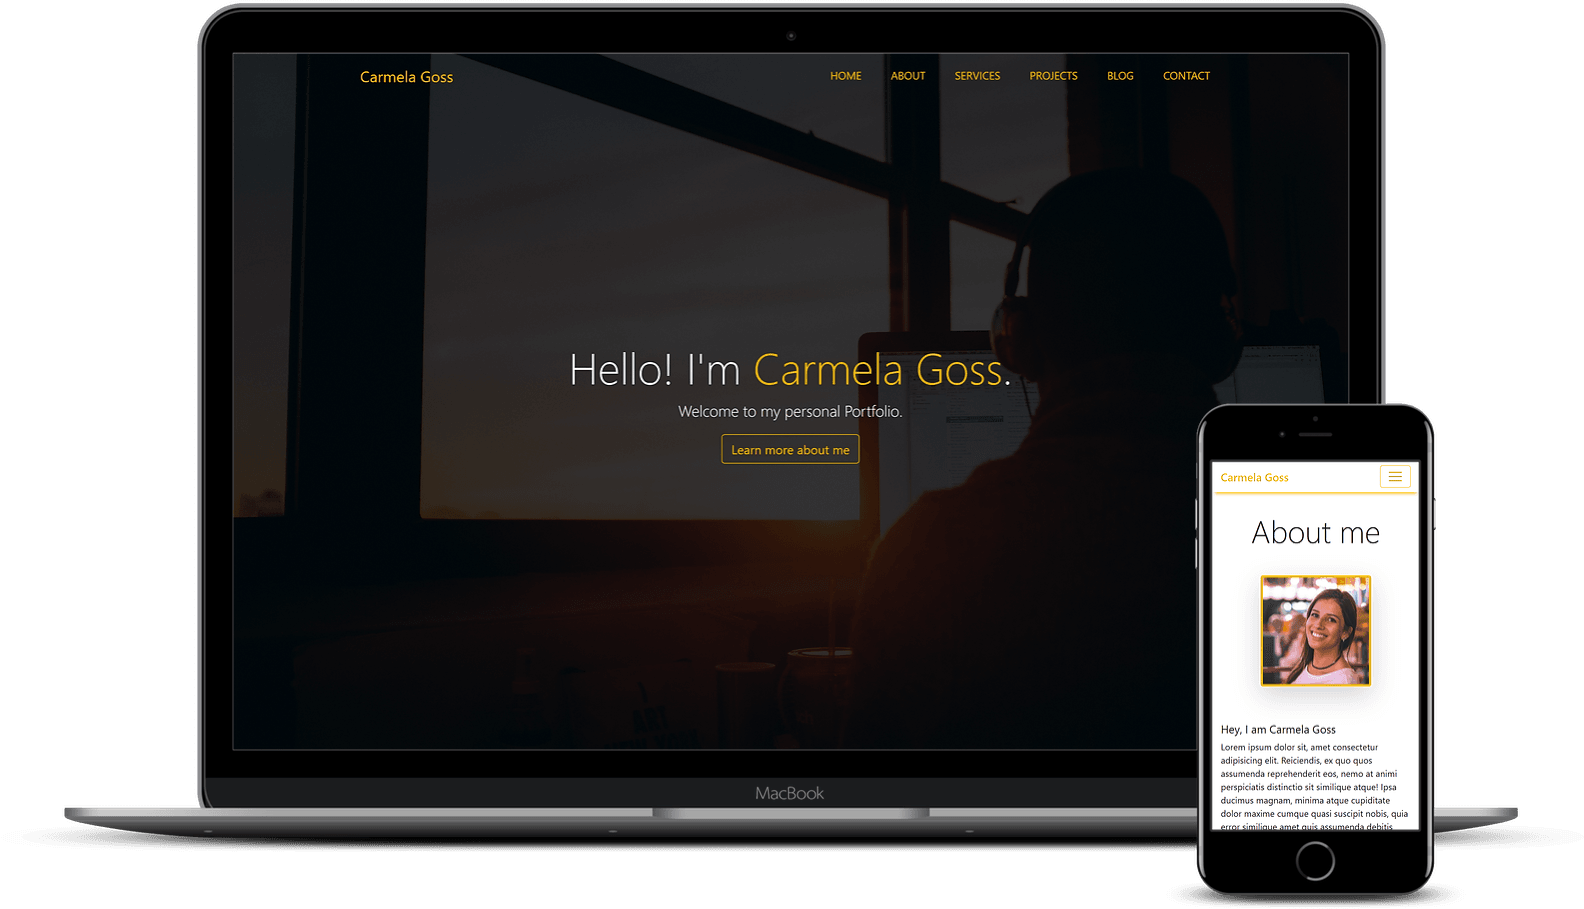 Carmela Goss
HOME ABOUT SERVICES PROJECTS BLOG CONTACT
Hello! I'm Carmela Goss.
Welcome to my personal Portfolio.
Learn more about me
MacBook
Carmela Goss
About me
Hey, I am Carmela Goss
Lorem ipsum dolor sit, amet consectetur
adipisicing elit. Reiciendis, ex quo quos
assumenda reprehenderit eos, nemo at animi
perspiciatis distinctio sit similique atque! Ipsa
ducimus magnam, minima atque cupiditate
dolor maxime cumque quasi suscipit nobis, quia
error similique amet quis assumenda debitis